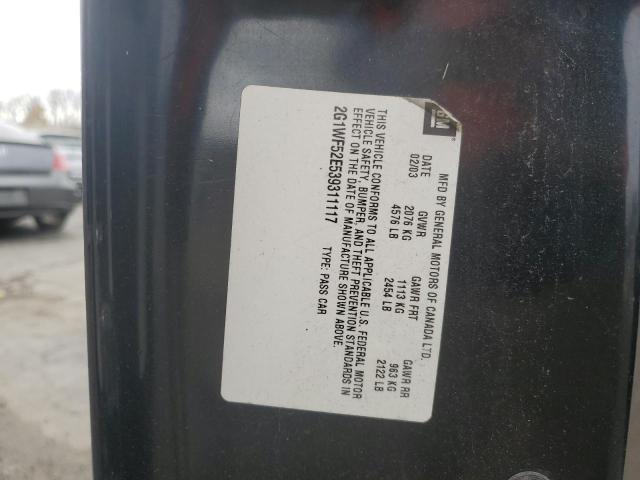 GM
MFD BY GENERAL MOTORS OF CANADA LTD.
DATE GVWR GAWR FRT GAWR RR
02/03 2076 KG 1113 KG 963 KG
4576 LB 2454 LB 2122 LB
THIS VEHICLE CONFORMS TO ALL APPLICABLE U.S. FEDERAL MOTOR
VEHICLE SAFETY, BUMPER, AND THEFT PREVENTION STANDARDS IN
EFFECT ON THE DATE OF MANUFACTURE SHOWN ABOVE.
2G1WF52E539311117 TYPE: PASS CAR